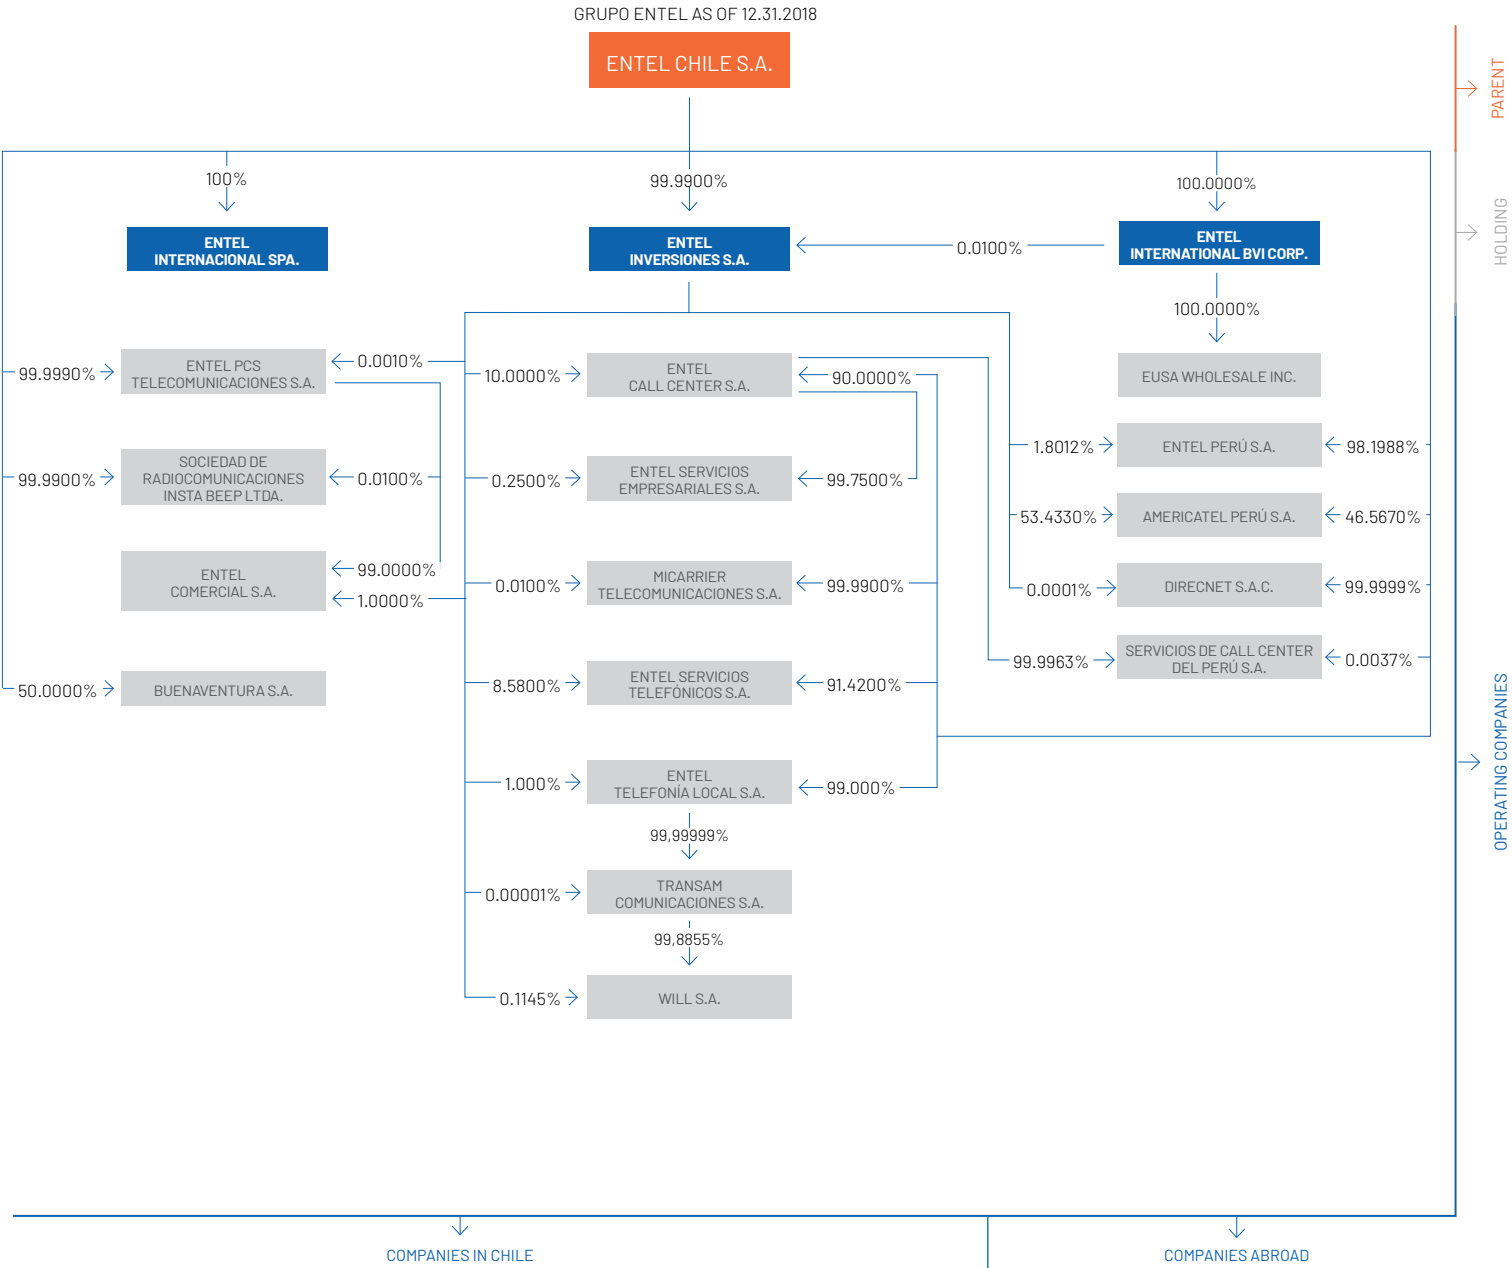 GRUPO ENTEL AS OF 12.31.2018
ENTEL CHILE S.A.
PARENT
100%
99.9900%
100.0000%
HOLDING
ENTEL
INTERNACIONAL SPA.
ENTEL
INVERSIONES S.A.
0.0100%
ENTEL
INTERNATIONAL BVI CORP.
100.0000%
99.9990%
ENTEL PCS
TELECOMUNICACIONES S.A.
0.0010%
10.0000%
ENTEL
CALL CENTER S.A.
90.0000%
EUSA WHOLESALE INC.
1.8012%
ENTEL PERÚ S.A.
98.1988%
99.9900%
SOCIEDAD DE
RADIOCOMUNICACIONES
INSTA BEEP LTDA.
0.0100%
0.2500%
ENTEL SERVICIOS
EMPRESARIALES S.A.
99.7500%
53.4330%
AMERICATEL PERÚ S.A.
46.5670%
ENTEL
COMERCIAL S.A.
99.0000%
1.0000%
0.0100%
MICARRIER
TELECOMUNICACIONES S.A.
99.9900%
0.0001%
DIRECNET S.A.C.
99.9999%
99.9963%
SERVICIOS DE CALL CENTER
DEL PERÚ S.A.
0.0037%
50.0000%
BUENAVENTURA S.A.
8.5800%
ENTEL SERVICIOS
TELEFÓNICOS S.A.
91.4200%
OPERATING COMPANIES
1.000%
ENTEL
TELEFONÍA LOCAL S.A.
99.000%
99,99999%
0.00001%
TRANSAM
COMUNICACIONES S.A.
99,8855%
0.1145%
WILL S.A.
COMPANIES IN CHILE
COMPANIES ABROAD